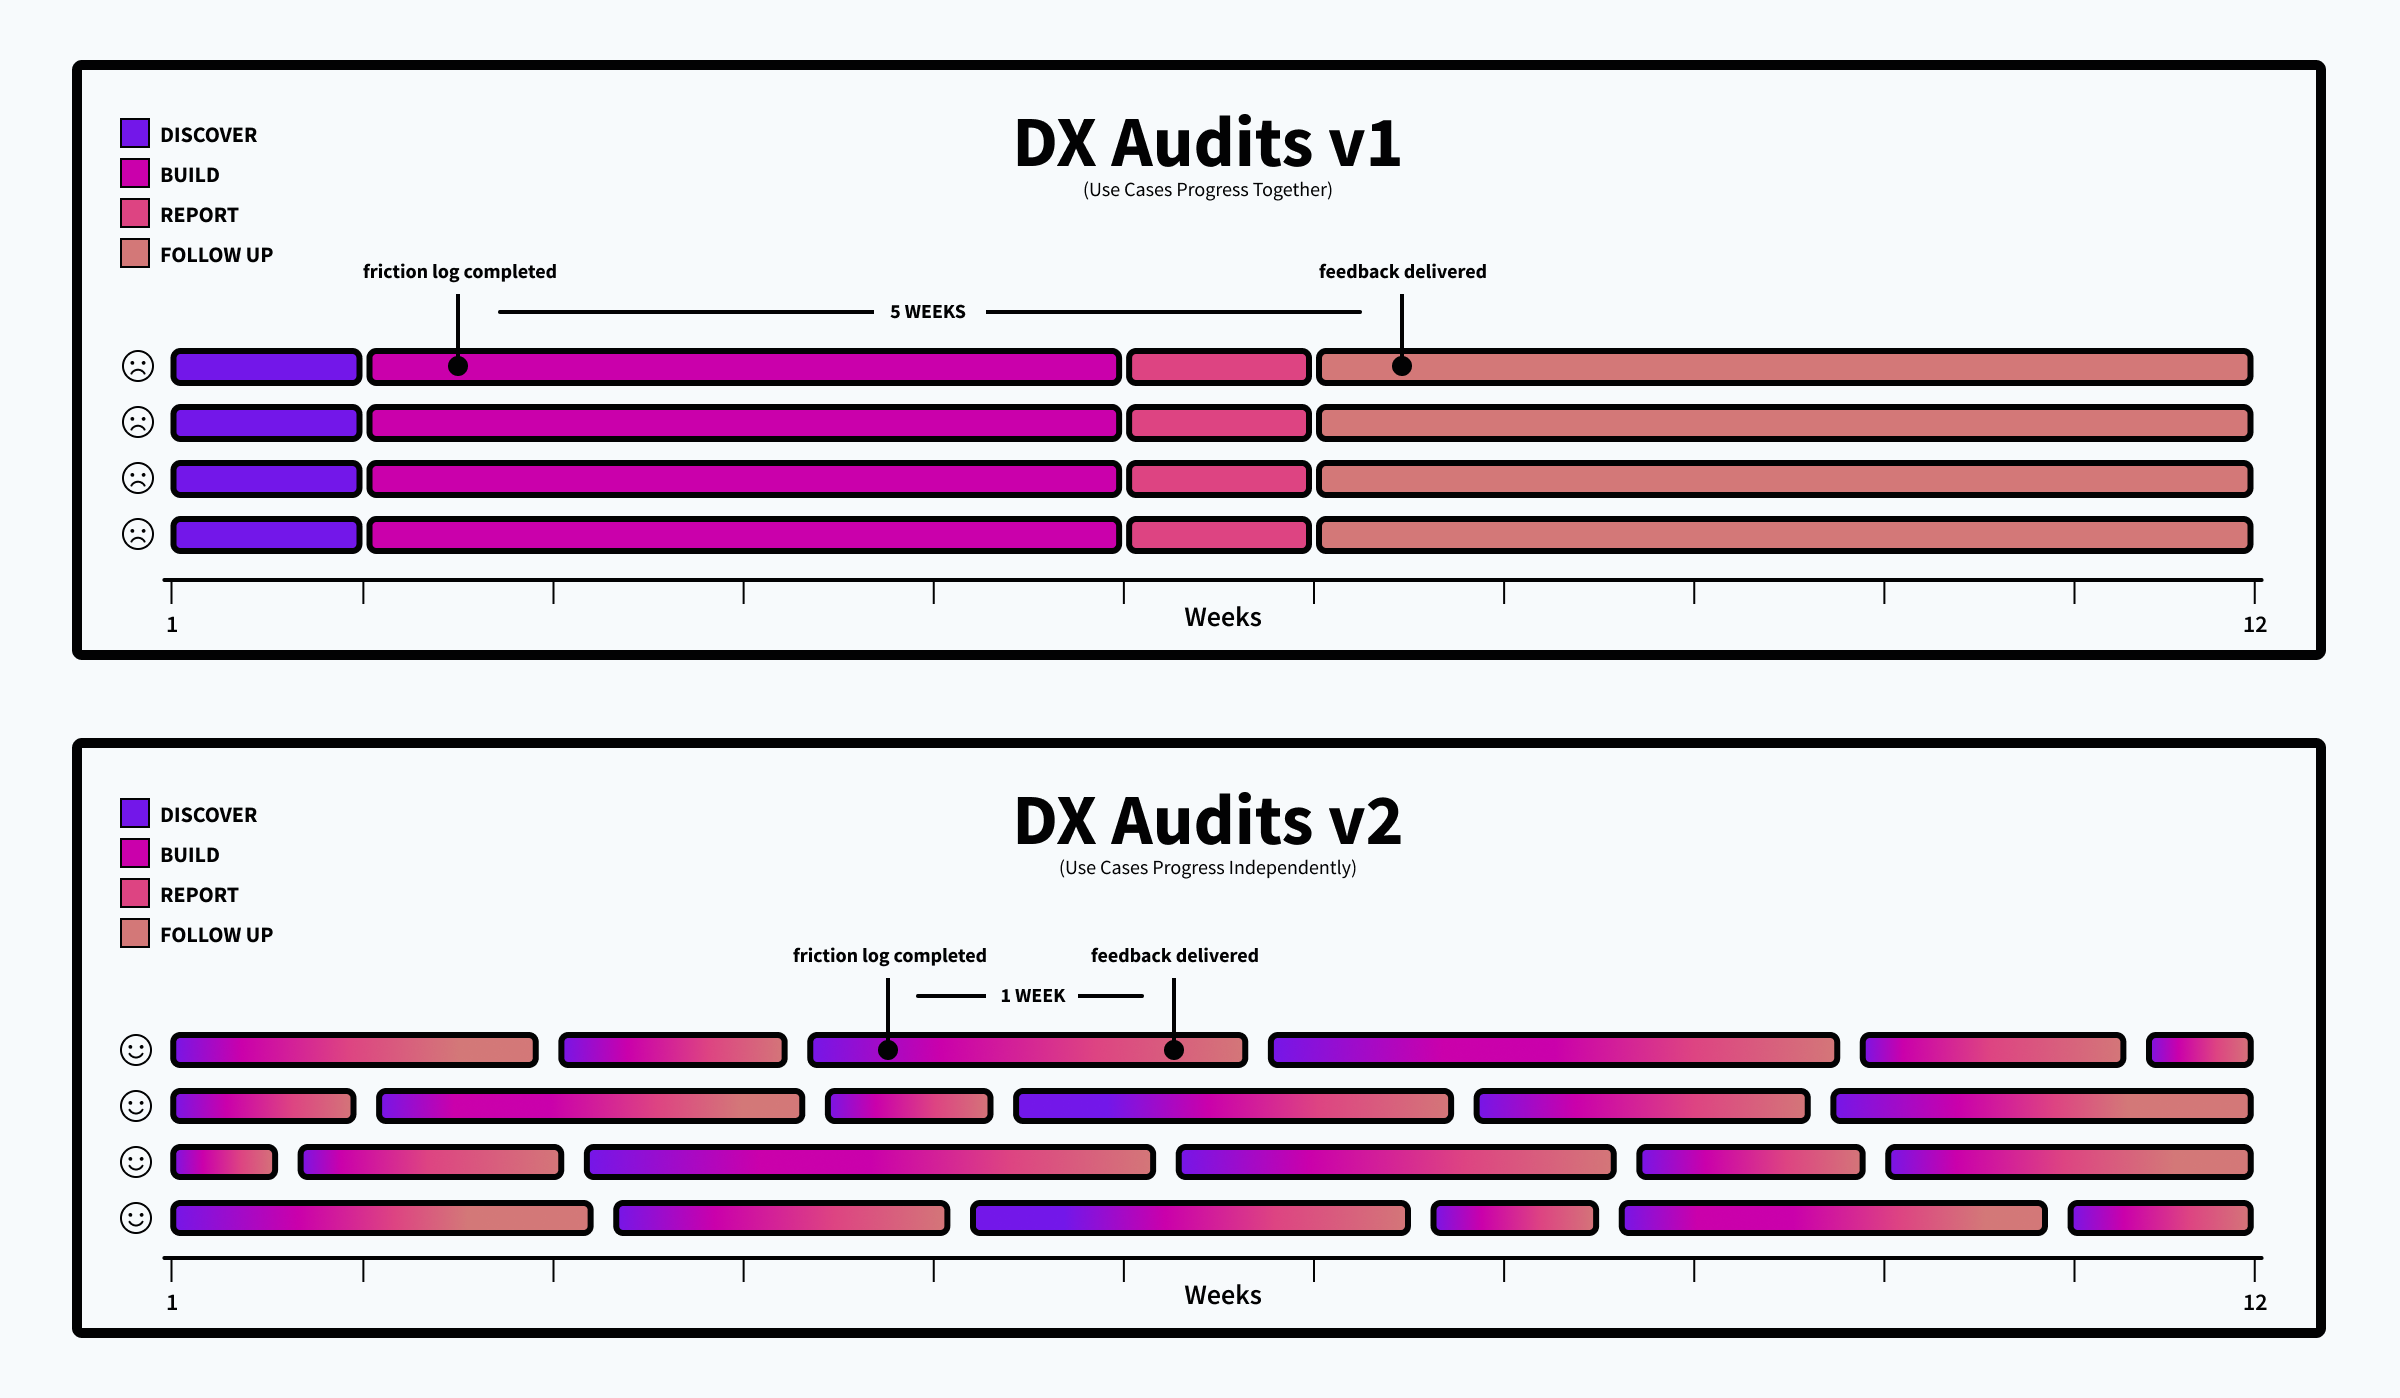 DX Audits v1
(Use Cases Progress Together)
DISCOVER
BUILD
REPORT
FOLLOW UP
friction log completed
feedback delivered
5 WEEKS
1
Weeks
12
DX Audits v2
(Use Cases Progress Independently)
DISCOVER
BUILD
REPORT
FOLLOW UP
friction log completed
feedback delivered
1 WEEK
1
Weeks
12